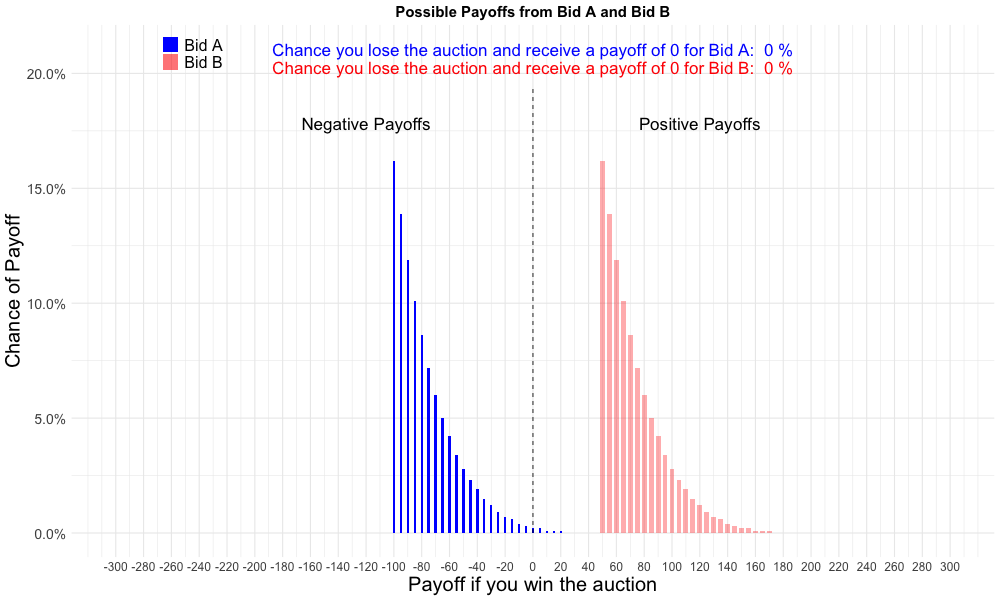 Possible Payoffs from Bid A and Bid B
Bid A
Bid B
Chance you lose the auction and receive a payoff of 0 for Bid A:  0 %
Chance you lose the auction and receive a payoff of 0 for Bid B:  0 %
Negative Payoffs
Positive Payoffs
Chance of Payoff
20.0%
15.0%
10.0%
5.0%
0.0%
-300 -280 -260 -240 -220 -200 -180 -160 -140 -120 -100 -80 -60 -40 -20 0 20 40 60 80 100 120 140 160 180 200 220 240 260 280 300
Payoff if you win the auction